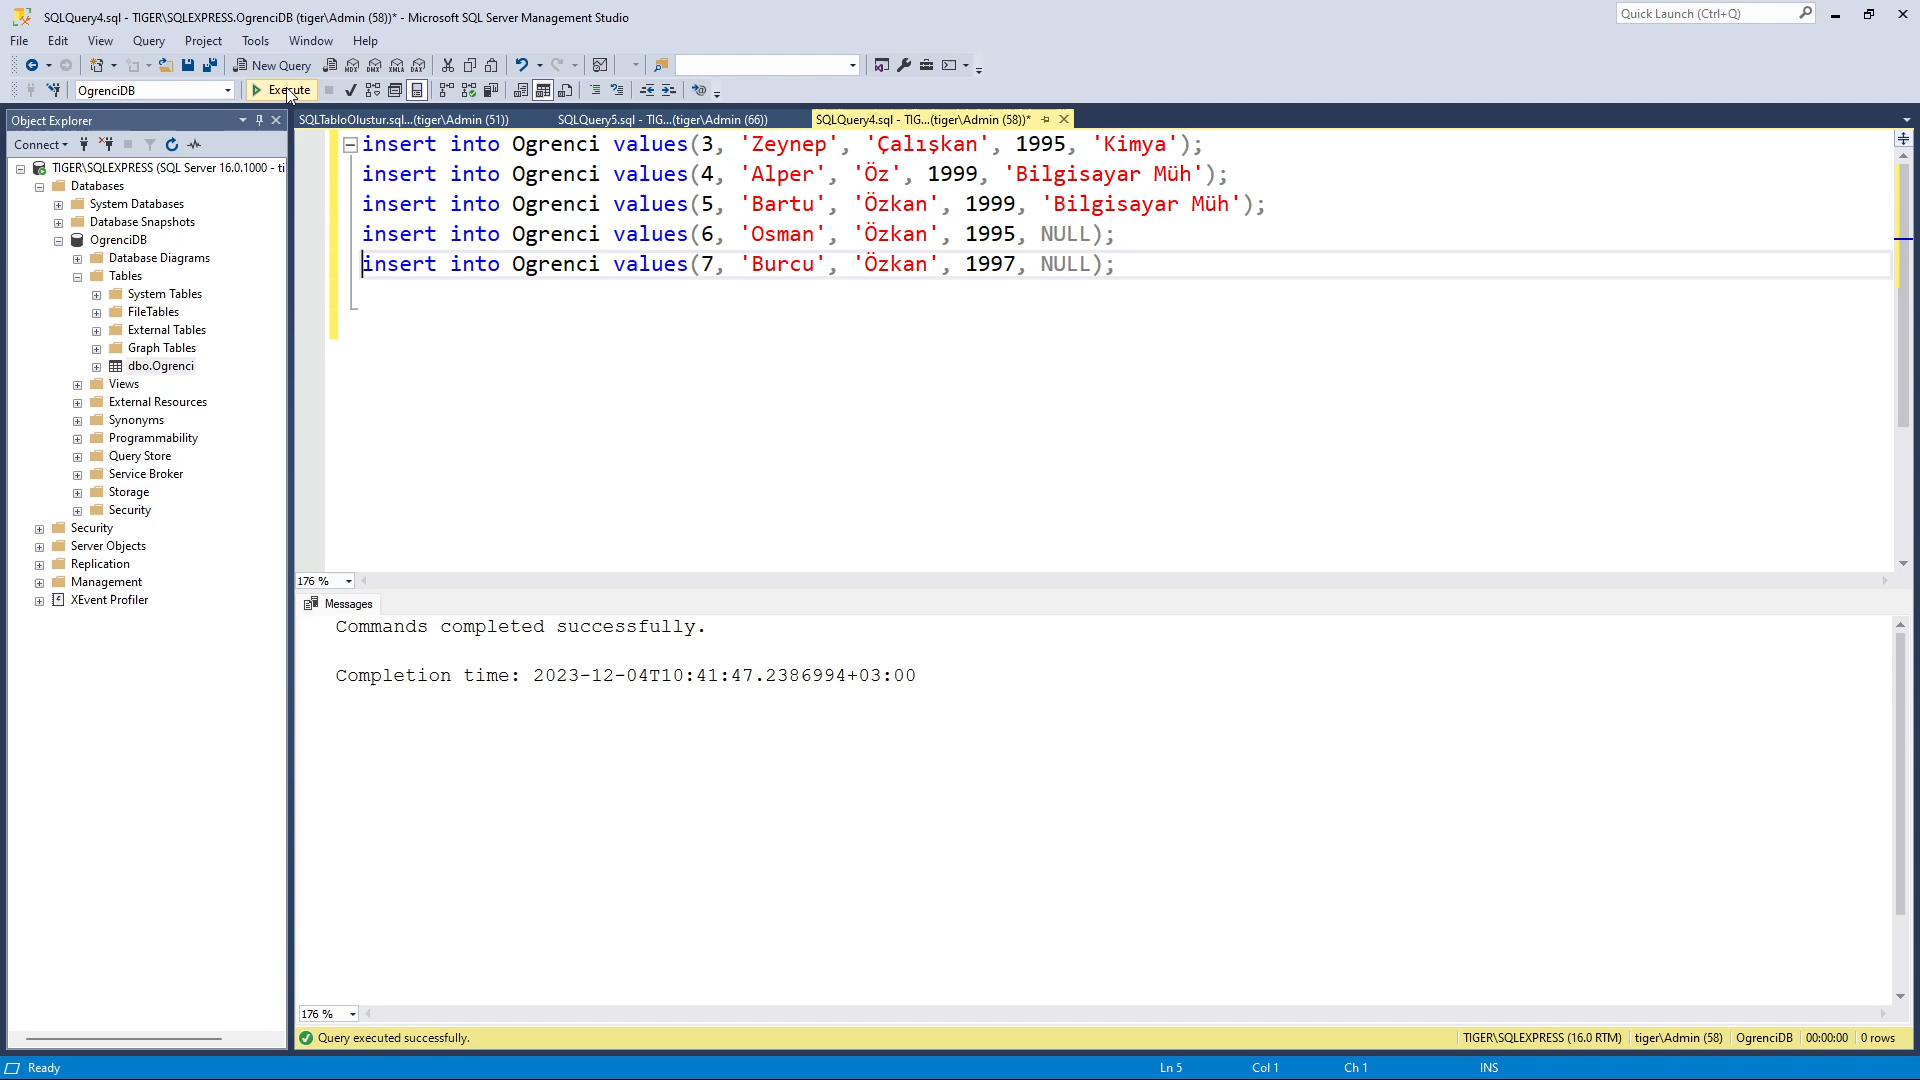 SQLQuery4.sql - TIGER\SQLEXPRESS.OgrenciDB (tiger\Admin (58))* - Microsoft SQL Server Management Studio
Quick Launch (Ctrl+Q)
File Edit View Query Project Tools Window Help
New Query
OgrenciDB
Execute
Object Explorer
SQLTabloOlustur.sql...(tiger\Admin (51))
SQLQuery5.sql - TIG...(tiger\Admin (66))
SQLQuery4.sql - TIG...(tiger\Admin (58))*
Connect
TIGER\SQLEXPRESS (SQL Server 16.0.1000 - ti
Databases
System Databases
Database Snapshots
OgrenciDB
Database Diagrams
Tables
System Tables
FileTables
External Tables
Graph Tables
dbo.Ogrenci
Views
External Resources
Synonyms
Programmability
Query Store
Service Broker
Storage
Security
Security
Server Objects
Replication
Management
XEvent Profiler
insert into Ogrenci values(3, 'Zeynep', 'Çalışkan', 1995, 'Kimya');
insert into Ogrenci values(4, 'Alper', 'Öz', 1999, 'Bilgisayar Müh');
insert into Ogrenci values(5, 'Bartu', 'Özkan', 1999, 'Bilgisayar Müh');
insert into Ogrenci values(6, 'Osman', 'Özkan', 1995, NULL);
insert into Ogrenci values(7, 'Burcu', 'Özkan', 1997, NULL);
176 %
Messages
Commands completed successfully.
Completion time: 2023-12-04T10:41:47.2386994+03:00
176 %
Query executed successfully.
TIGER\SQLEXPRESS (16.0 RTM) tiger\Admin (58) OgrenciDB 00:00:00 0 rows
Ready
Ln 5 Col 1 Ch 1 INS